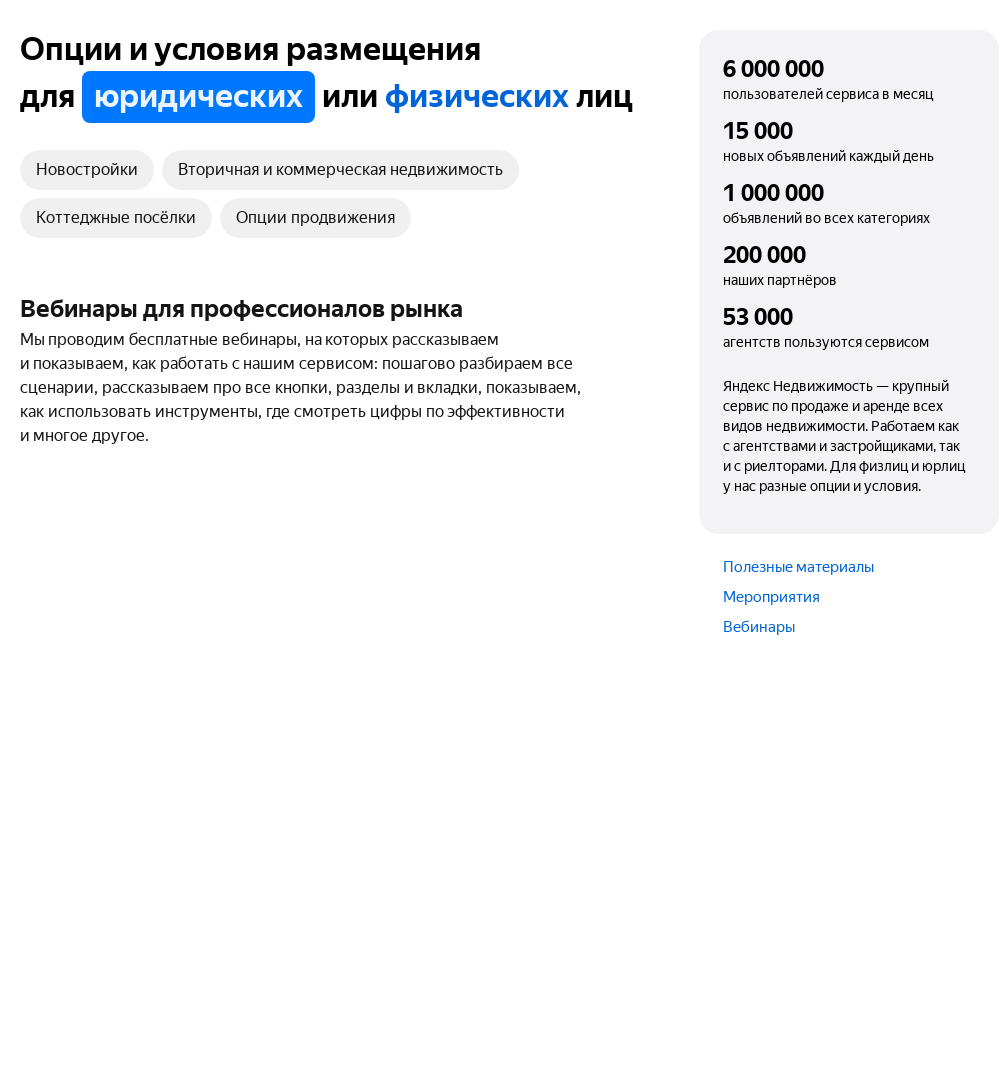 Опции и условия размещения
для юридических или физических лиц
Новостройки
Вторичная и коммерческая недвижимость
Коттеджные посёлки
Опции продвижения
Вебинары для профессионалов рынка
Мы проводим бесплатные вебинары, на которых рассказываем
и показываем, как работать с нашим сервисом: пошагово разбираем все
сценарии, рассказываем про все кнопки, разделы и вкладки, показываем,
как использовать инструменты, где смотреть цифры по эффективности
и многое другое.
6 000 000
пользователей сервиса в месяц
15 000
новых объявлений каждый день
1 000 000
объявлений во всех категориях
200 000
наших партнёров
53 000
агентств пользуются сервисом
Яндекс Недвижимость — крупный
сервис по продаже и аренде всех
видов недвижимости. Работаем как
с агентствами и застройщиками, так
и с риелторами. Для физлиц и юрлиц
у нас разные опции и условия.
Полезные материалы
Мероприятия
Вебинары